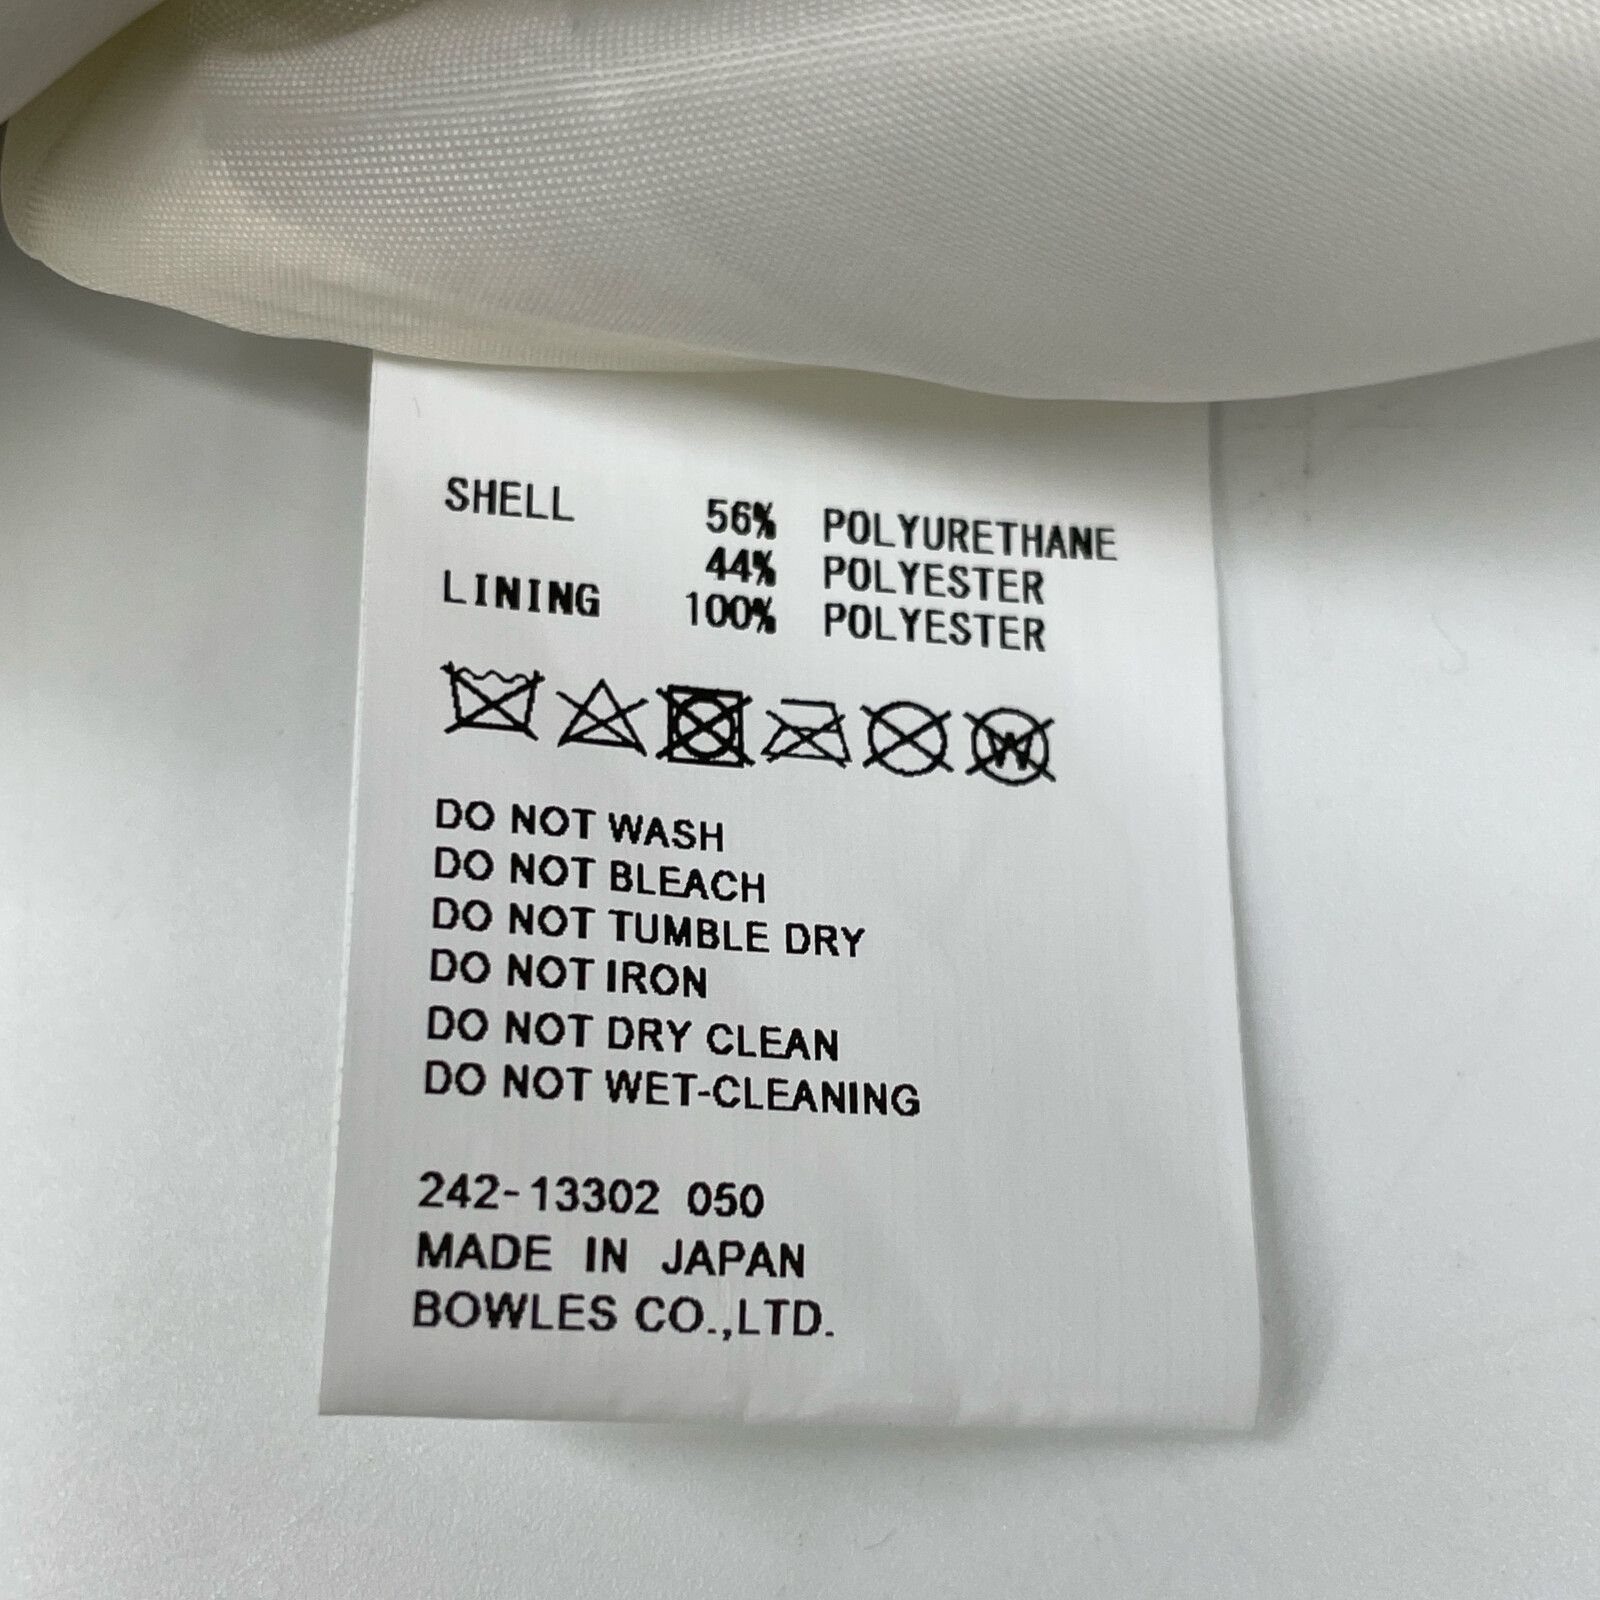 SHELL 56% POLYURETHANE
44% POLYESTER
LINING 100% POLYESTER
W
DO NOT WASH
DO NOT BLEACH
DO NOT TUMBLE DRY
DO NOT IRON
DO NOT DRY CLEAN
DO NOT WET-CLEANING
242-13302 050
MADE IN JAPAN
BOWLES CO.,LTD.